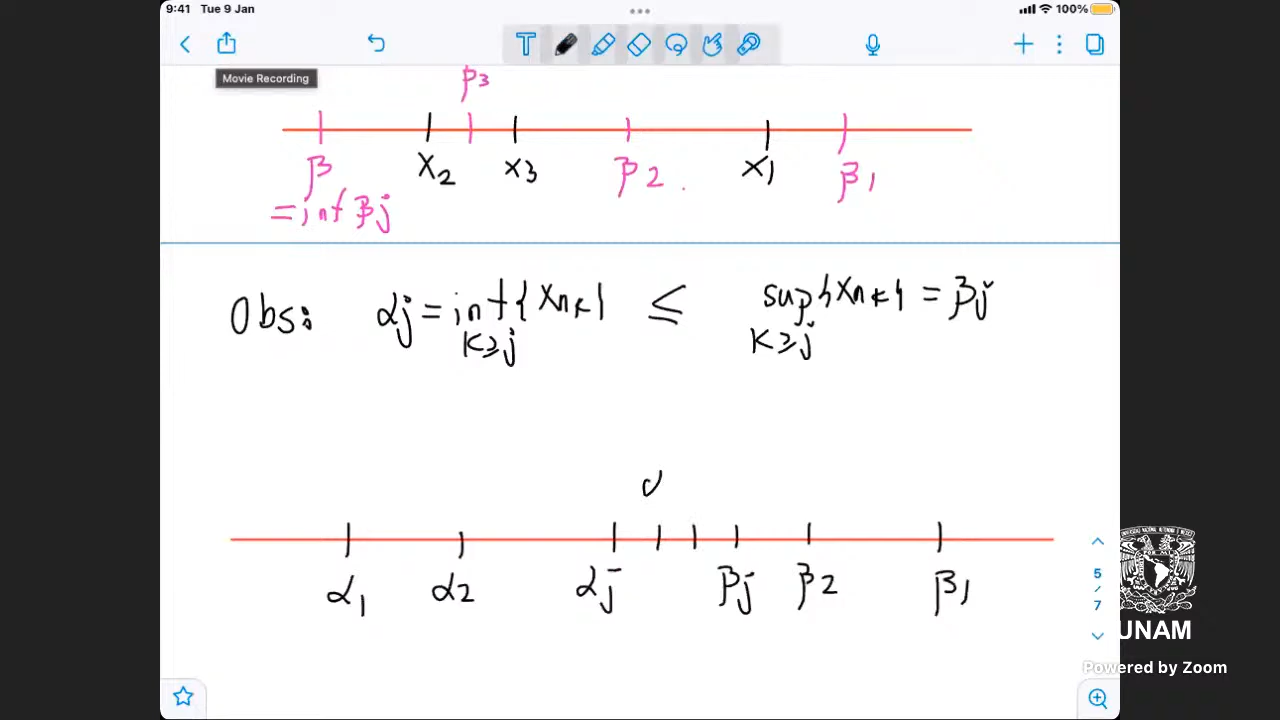 9:41 Tue 9 Jan 100%
Movie Recording
β3
β x2 x3 β2. x1 β1
= inf βj
Obs: αj = inf{xnk} ≤ sup{xnk} = βj
k≥j k≥j
α1 α2 αj βj β2 β1
5
/
7
UNAM
Powered by Zoom